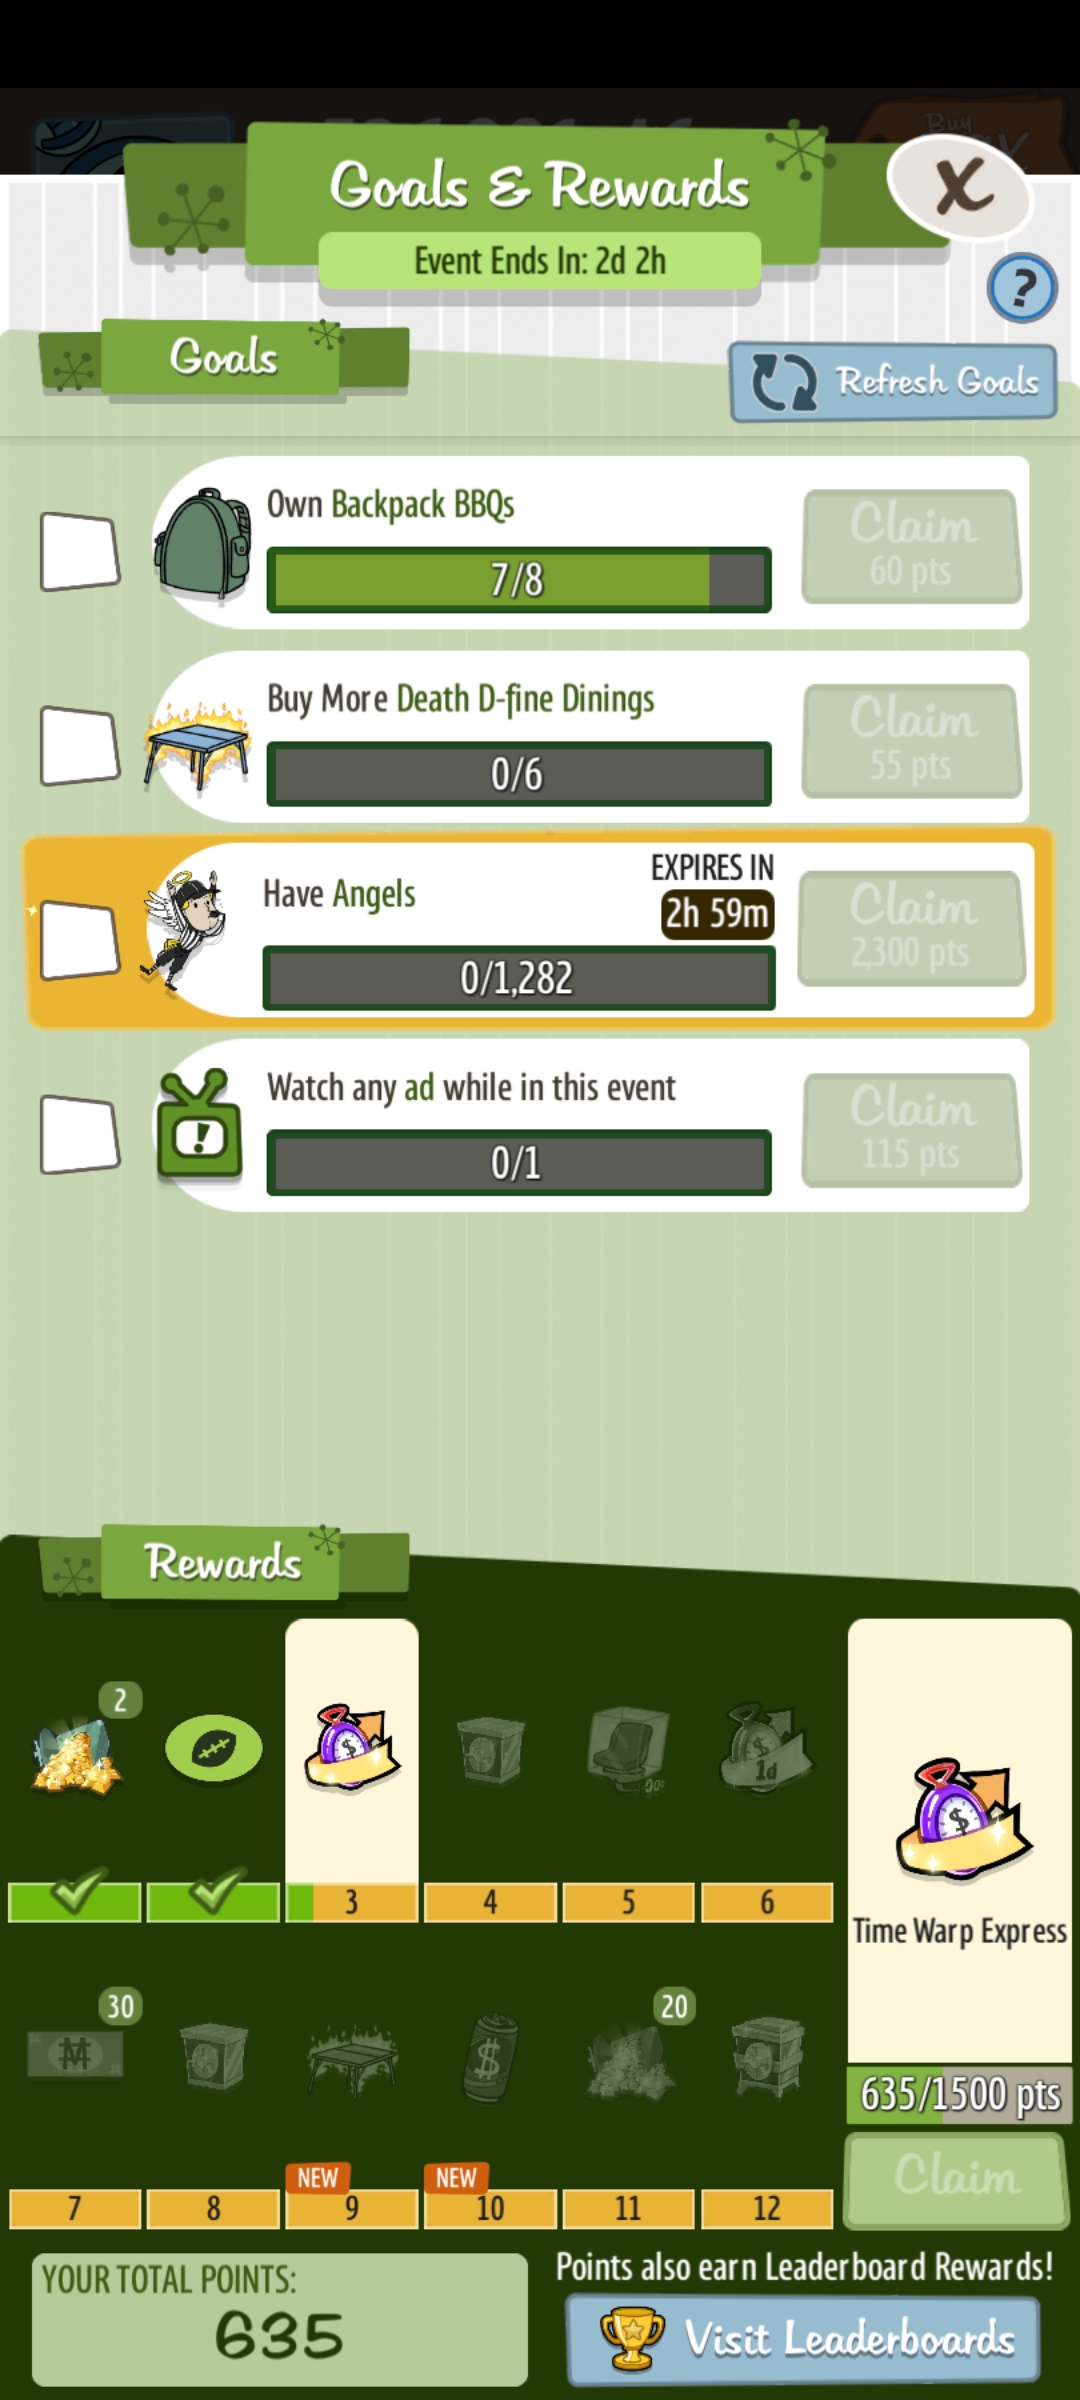 Buy
Goals & Rewards
X
Event Ends In: 2d 2h
?
Goals
Refresh Goals
Own Backpack BBQs
7/8
Claim
60 pts
Buy More Death D-fine Dinings
0/6
Claim
55 pts
Have Angels
EXPIRES IN
2h 59m
0/1,282
Claim
2,300 pts
Watch any ad while in this event
0/1
Claim
115 pts
Rewards
2
1d
3
4
5
6
Time Warp Express
30
20
635/1500 pts
NEW
NEW
Claim
7
8
9
10
11
12
YOUR TOTAL POINTS:
635
Points also earn Leaderboard Rewards!
Visit Leaderboards